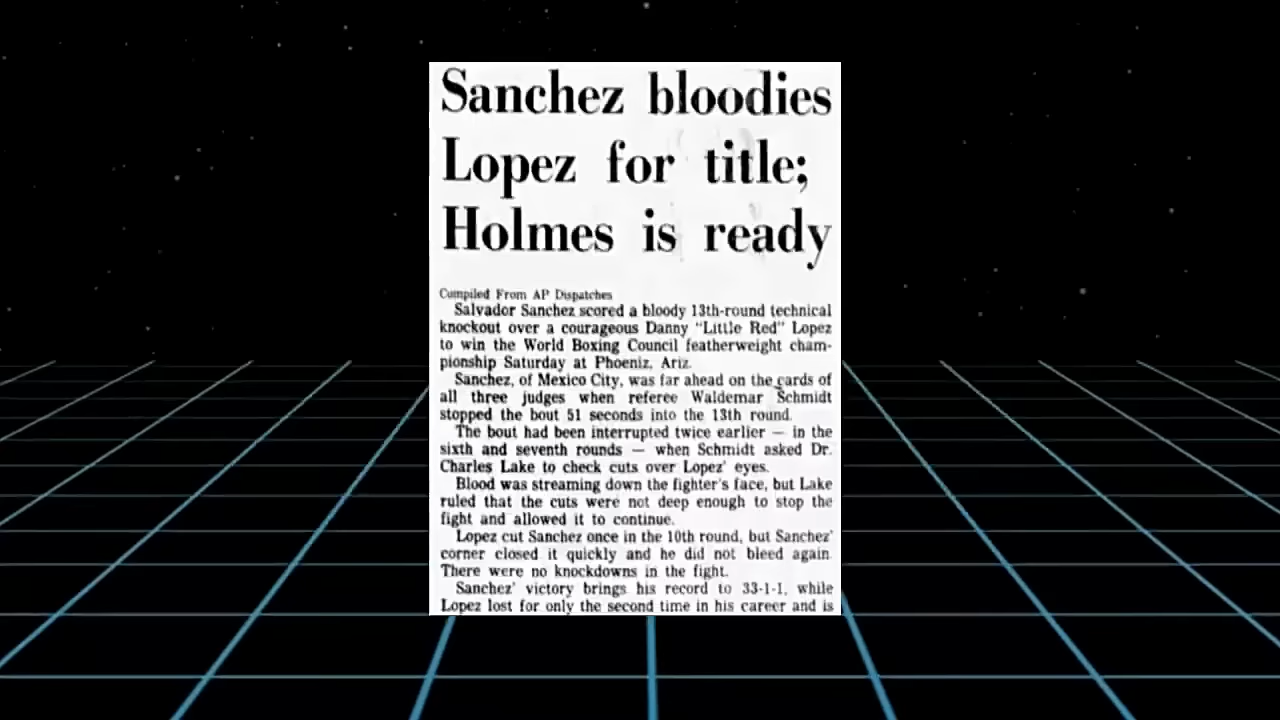 Sanchez bloodies
Lopez for title;
Holmes is ready
Compiled From AP Dispatches
Salvador Sanchez scored a bloody 13th-round technical
knockout over a courageous Danny "Little Red" Lopez
to win the World Boxing Council featherweight cham-
pionship Saturday at Phoeniz, Ariz.
Sanchez, of Mexico City, was far ahead on the cards of
all three judges when referee Waldemar Schmidt
stopped the bout 51 seconds into the 13th round.
The bout had been interrupted twice earlier — in the
sixth and seventh rounds — when Schmidt asked Dr.
Charles Lake to check cuts over Lopez' eyes.
Blood was streaming down the fighter's face, but Lake
ruled that the cuts were not deep enough to stop the
fight and allowed it to continue.
Lopez cut Sanchez once in the 10th round, but Sanchez'
corner closed it quickly and he did not bleed again.
There were no knockdowns in the fight.
Sanchez' victory brings his record to 33-1-1, while
Lopez lost for only the second time in his career and is